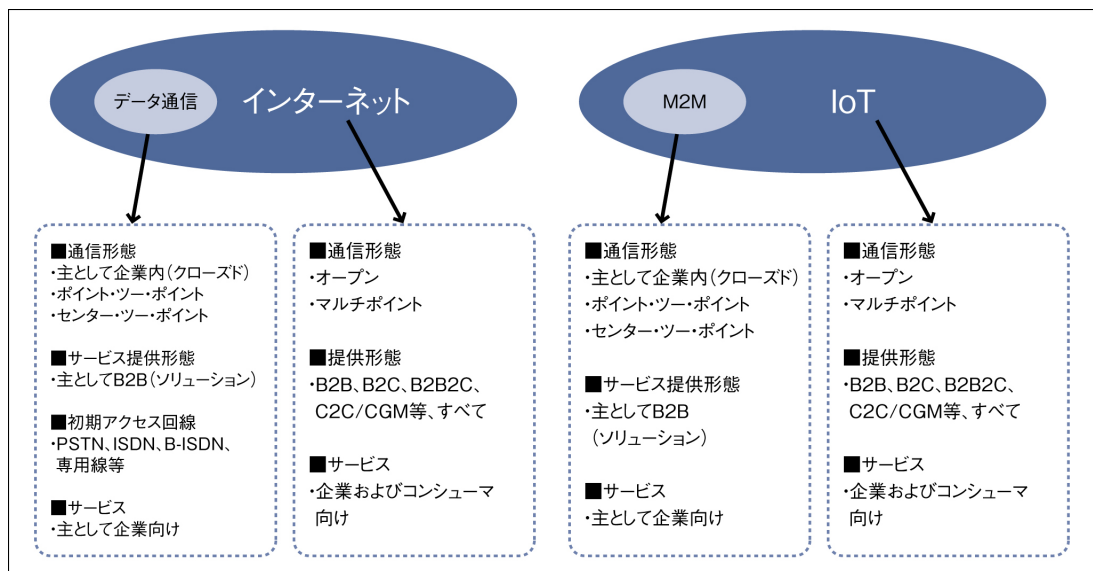 データ通信
インターネット
■通信形態
・主として企業内（クローズド）
・ポイント・ツー・ポイント
・センター・ツー・ポイント
■サービス提供形態
・主としてB2B（ソリューション）
■初期アクセス回線
・PSTN、ISDN、B-ISDN、
専用線等
■サービス
・主として企業向け
■通信形態
・オープン
・マルチポイント
■提供形態
・B2B、B2C、B2B2C、
C2C/CGM等、すべて
■サービス
・企業およびコンシューマ
向け
M2M
IoT
■通信形態
・主として企業内（クローズド）
・ポイント・ツー・ポイント
・センター・ツー・ポイント
■サービス提供形態
・主としてB2B
（ソリューション）
■サービス
・主として企業向け
■通信形態
・オープン
・マルチポイント
■提供形態
・B2B、B2C、B2B2C、
C2C/CGM等、すべて
■サービス
・企業およびコンシューマ
向け